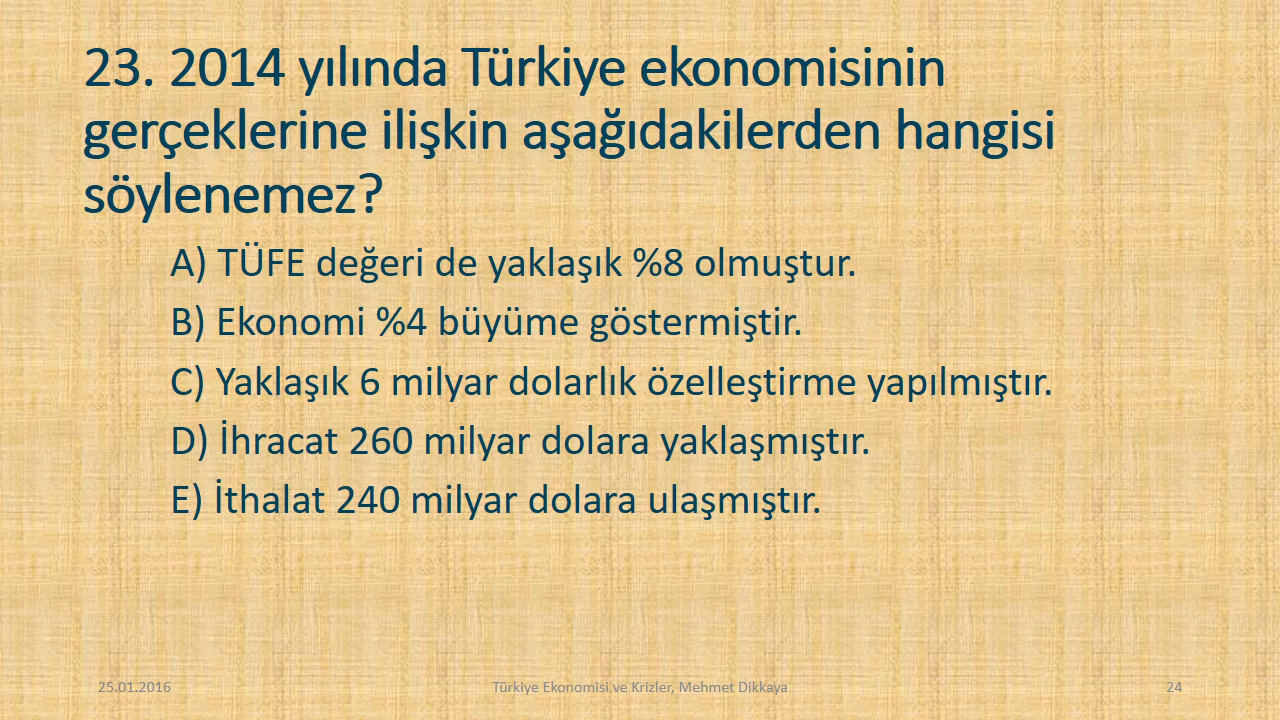 23. 2014 yılında Türkiye ekonomisinin
gerçeklerine ilişkin aşağıdakilerden hangisi
söylenemez?
A) TÜFE değeri de yaklaşık %8 olmuştur.
B) Ekonomi %4 büyüme göstermiştir.
C) Yaklaşık 6 milyar dolarlık özelleştirme yapılmıştır.
D) İhracat 260 milyar dolara yaklaşmıştır.
E) İthalat 240 milyar dolara ulaşmıştır.
25.01.2016
Türkiye Ekonomisi ve Krizler, Mehmet Dikkaya
24